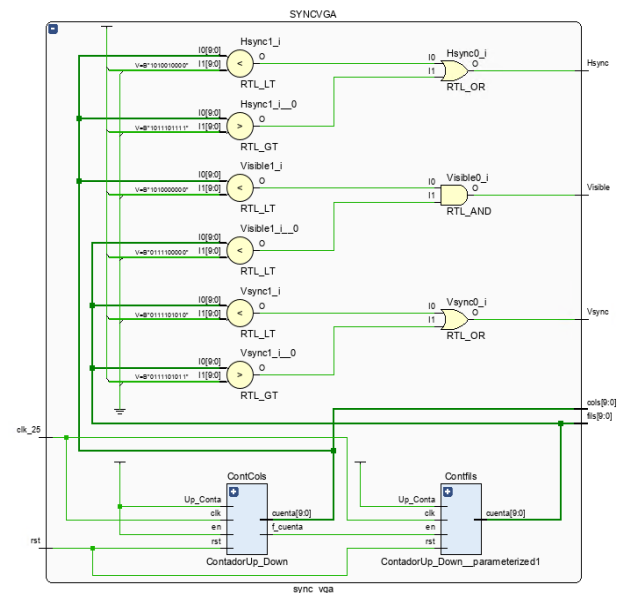 SYNCVGA
Hsync1_i
I0[9:0]
V=B"1010010000" I1[9:0]
<
O
RTL_LT
Hsync0_i
I0
I1
O
RTL_OR
Hsync
Hsync1_i__0
I0[9:0]
V=B"1011101111" I1[9:0]
>
O
RTL_GT
Visible1_i
I0[9:0]
V=B"1010000000" I1[9:0]
<
O
RTL_LT
Visible0_i
I0
I1
O
RTL_AND
Visible
Visible1_i__0
I0[9:0]
V=B"0111100000" I1[9:0]
<
O
RTL_LT
Vsync1_i
I0[9:0]
V=B"0111101010" I1[9:0]
<
O
RTL_LT
Vsync0_i
I0
I1
O
RTL_OR
Vsync
Vsync1_i__0
I0[9:0]
V=B"0111101011" I1[9:0]
>
O
RTL_GT
cols[9:0]
fils[9:0]
clk_25
rst
ContCols
Up_Conta
clk
en
rst
cuenta[9:0]
f_cuenta
ContadorUp_Down
Contfils
Up_Conta
clk
en
rst
cuenta[9:0]
ContadorUp_Down__parameterized1
sync_vga